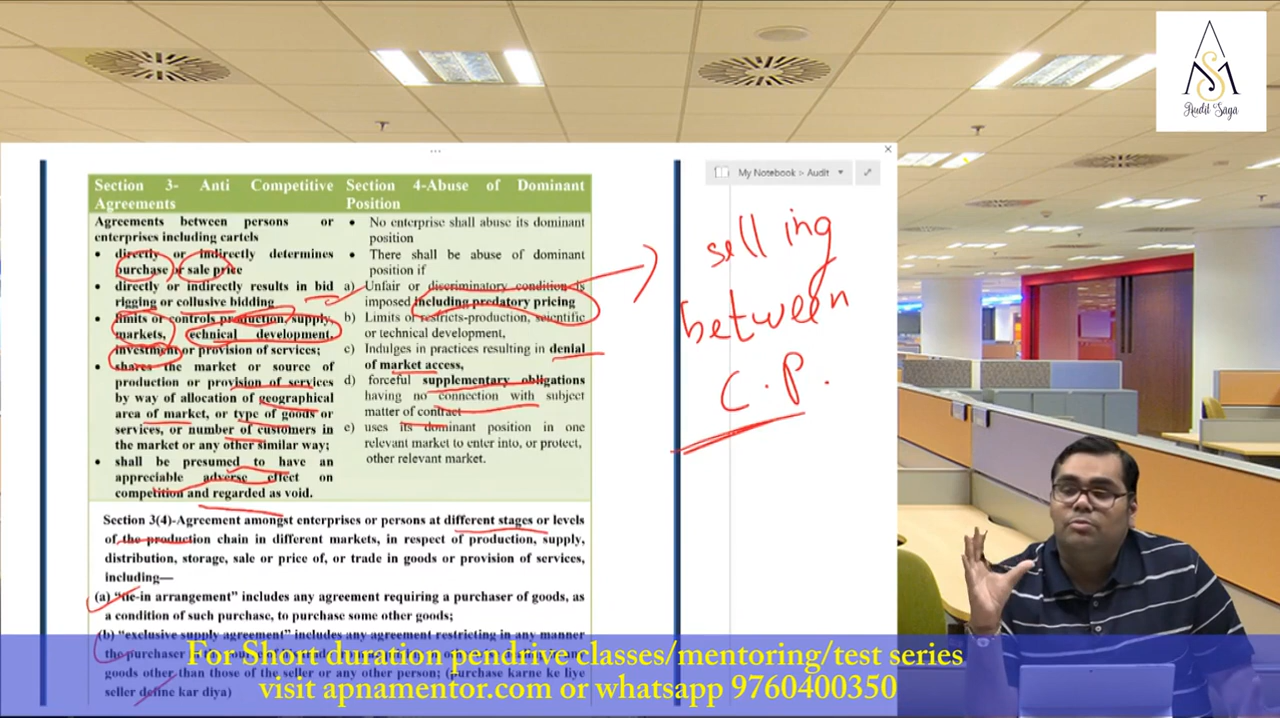 Audit Saga
Section 3- Anti Competitive Agreements
Section 4-Abuse of Dominant Position
Agreements between persons or
enterprises including cartels
• directly or indirectly determines
purchase or sale price
• directly or indirectly results in bid
rigging or collusive bidding
• limits or controls production, supply,
markets, technical development,
investment or provision of services;
• shares the market or source of
production or provision of services
by way of allocation of geographical
area of market, or type of goods or
services, or number of customers in
the market or any other similar way;
• shall be presumed to have an
appreciable adverse effect on
competition and regarded as void.
• No enterprise shall abuse its dominant
position
• There shall be abuse of dominant
position if
a) Unfair or discriminatory condition is
imposed including predatory pricing
b) Limits or restricts-production, scientific
or technical development,
c) Indulges in practices resulting in denial
of market access,
d) forceful supplementary obligations
having no connection with subject
matter of contract
e) uses its dominant position in one
relevant market to enter into, or protect,
other relevant market.
Section 3(4)-Agreement amongst enterprises or persons at different stages or levels
of the production chain in different markets, in respect of production, supply,
distribution, storage, sale or price of, or trade in goods or provision of services,
including—
(a) "tie-in arrangement" includes any agreement requiring a purchaser of goods, as
a condition of such purchase, to purchase some other goods;
(b) "exclusive supply agreement" includes any agreement restricting in any manner
the purchaser
goods other than those of the seller or any other person; (purchase karne ke liye
seller define kar diya)
My Notebook > Audit
selling
between
C.P.
For Short duration pendrive classes/mentoring/test series
visit apnamentor.com or whatsapp 9760400350